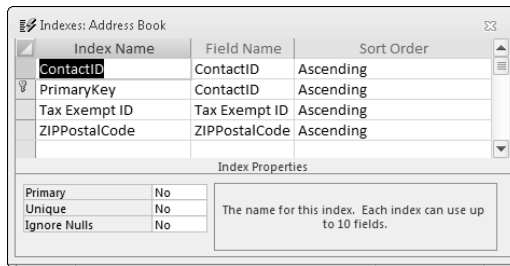 Indexes: Address Book
Index Name Field Name Sort Order
ContactID ContactID Ascending
PrimaryKey ContactID Ascending
Tax Exempt ID Tax Exempt ID Ascending
ZIPPostalCode ZIPPostalCode Ascending
Index Properties
Primary No
Unique No
Ignore Nulls No
The name for this index. Each index can use up
to 10 fields.